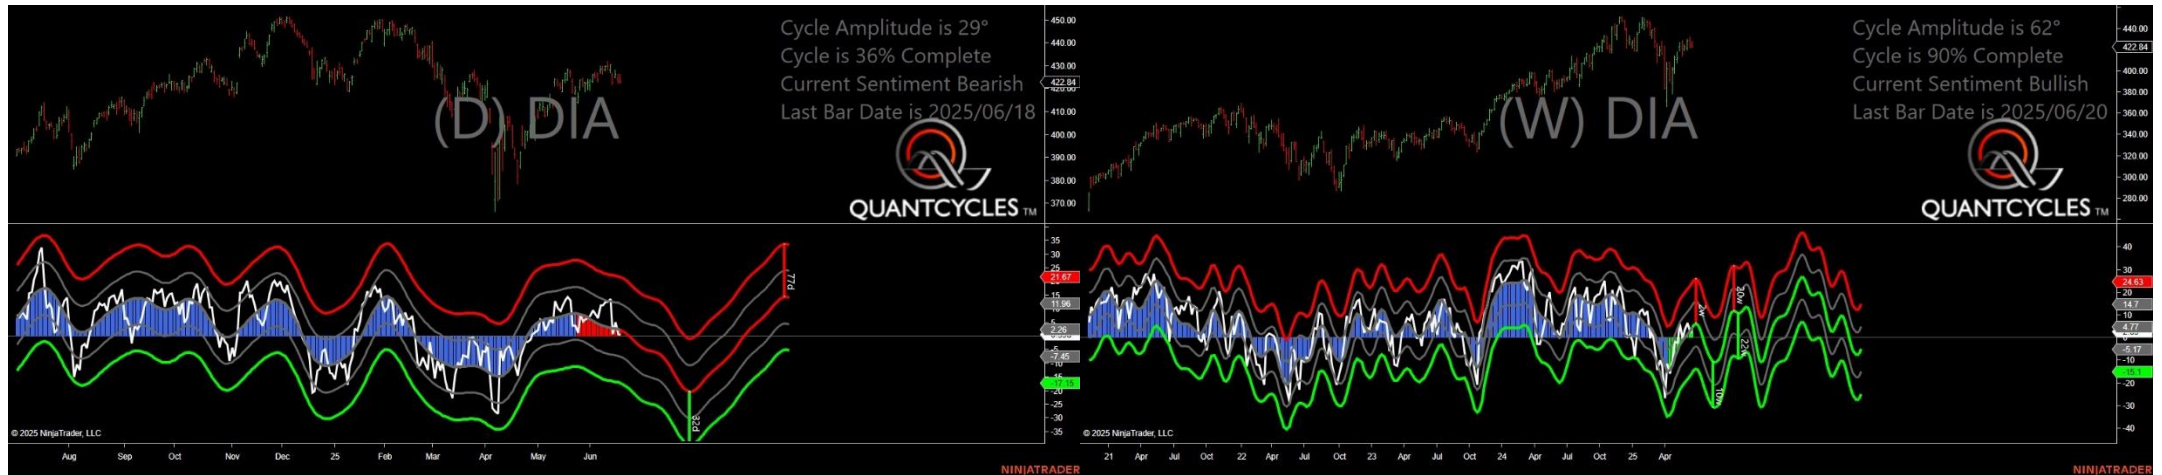 Cycle Amplitude is 29°
Cycle is 36% Complete
Current Sentiment Bearish
Last Bar Date is 2025/06/18
(D) DIA
QUANTCYCLES TM
450.00
440.00
430.00
422.84
420.00
410.00
400.00
390.00
380.00
370.00
35
30
25
21.67
15
11.96
5
2.26
-7.45
-15
-17.15
-20
-25
-30
-35
77d
32d
© 2025 NinjaTrader, LLC
Aug Sep Oct Nov Dec 25 Feb Mar Apr May Jun
NINJATRADER
Cycle Amplitude is 62°
Cycle is 90% Complete
Current Sentiment Bullish
Last Bar Date is 2025/06/20
(W) DIA
QUANTCYCLES TM
440.00
422.84
400.00
380.00
360.00
340.00
320.00
300.00
280.00
40
30
24.63
20
14.7
10
4.77
-5.17
-10
-15.1
-20
-30
-40
2w
30w
22w
10w
© 2025 NinjaTrader, LLC
21 Apr Jul Oct 22 Apr Jul Oct 23 Apr Jul Oct 24 Apr Jul Oct 25 Apr
NINJATRADER